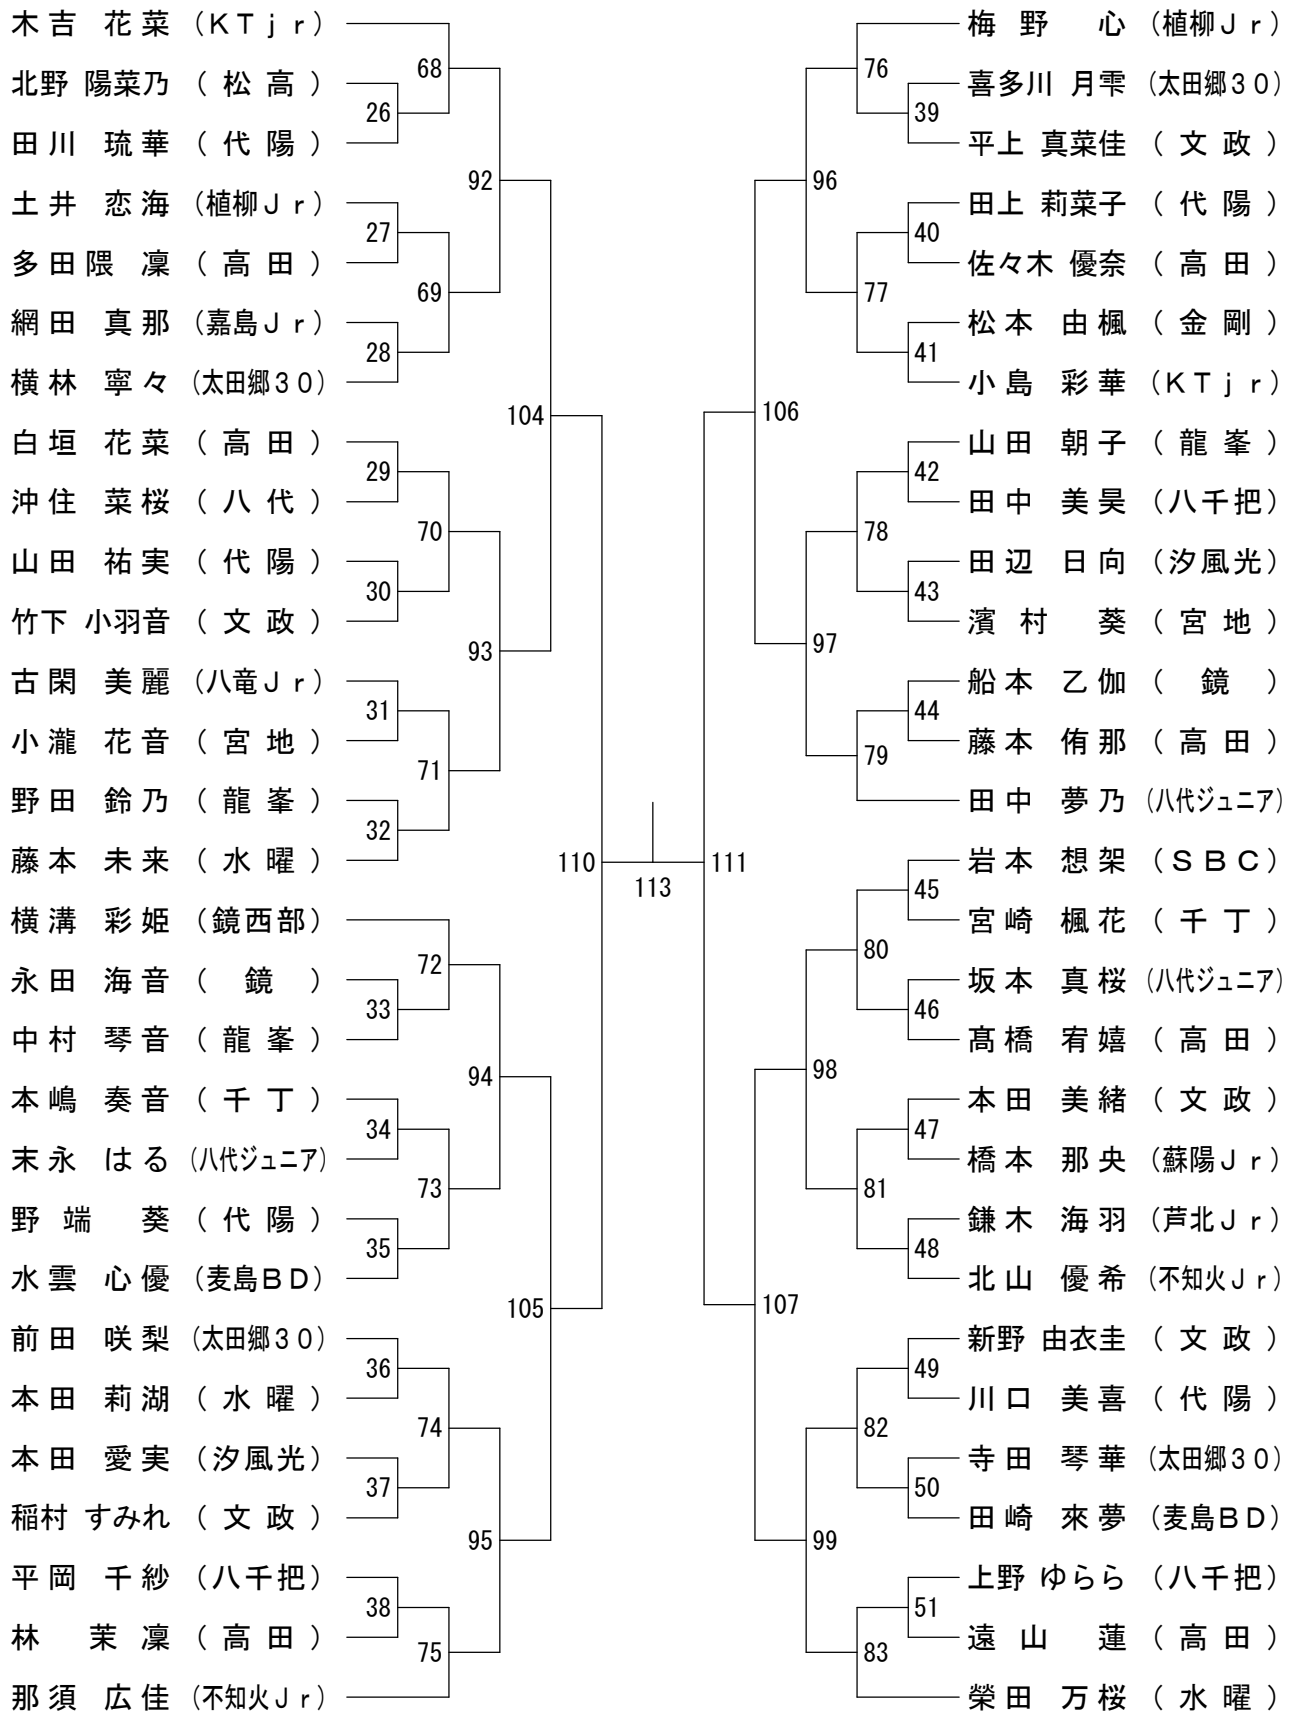 木吉 花菜 (KTjr)
北野 陽菜乃 (松高)
田川 琉華 (代陽)
土井 恋海 (植柳Jr)
多田隈 凜 (高田)
網田 真那 (嘉島Jr)
横林 寧々 (太田郷30)
白垣 花菜 (高田)
沖住 菜桜 (八代)
山田 祐実 (代陽)
竹下 小羽音 (文政)
古閑 美麗 (八竜Jr)
小瀧 花音 (宮地)
野田 鈴乃 (龍峯)
藤本 未来 (水曜)
横溝 彩姫 (鏡西部)
永田 海音 (鏡)
中村 琴音 (龍峯)
本嶋 奏音 (千丁)
末永 はる (八代ジュニア)
野端 葵 (代陽)
水雲 心優 (麦島BD)
前田 咲梨 (太田郷30)
本田 莉湖 (水曜)
本田 愛実 (汐風光)
稲村 すみれ (文政)
平岡 千紗 (八千把)
林 茉凜 (高田)
那須 広佳 (不知火Jr)
26
27
28
29
30
31
32
33
34
35
36
37
38
68
69
70
71
72
73
74
75
92
93
94
95
104
105
110
113
111
106
107
96
97
98
99
76
77
78
79
80
81
82
83
39
40
41
42
43
44
45
46
47
48
49
50
51
梅野 心 (植柳Jr)
喜多川 月雫 (太田郷30)
平上 真菜佳 (文政)
田上 莉菜子 (代陽)
佐々木 優奈 (高田)
松本 由楓 (金剛)
小島 彩華 (KTjr)
山田 朝子 (龍峯)
田中 美昊 (八千把)
田辺 日向 (汐風光)
濱村 葵 (宮地)
船本 乙伽 (鏡)
藤本 侑那 (高田)
田中 夢乃 (八代ジュニア)
岩本 想架 (SBC)
宮崎 楓花 (千丁)
坂本 真桜 (八代ジュニア)
髙橋 宥嬉 (高田)
本田 美緒 (文政)
橋本 那央 (蘇陽Jr)
鎌木 海羽 (芦北Jr)
北山 優希 (不知火Jr)
新野 由衣圭 (文政)
川口 美喜 (代陽)
寺田 琴華 (太田郷30)
田崎 來夢 (麦島BD)
上野 ゆらら (八千把)
遠山 蓮 (高田)
榮田 万桜 (水曜)